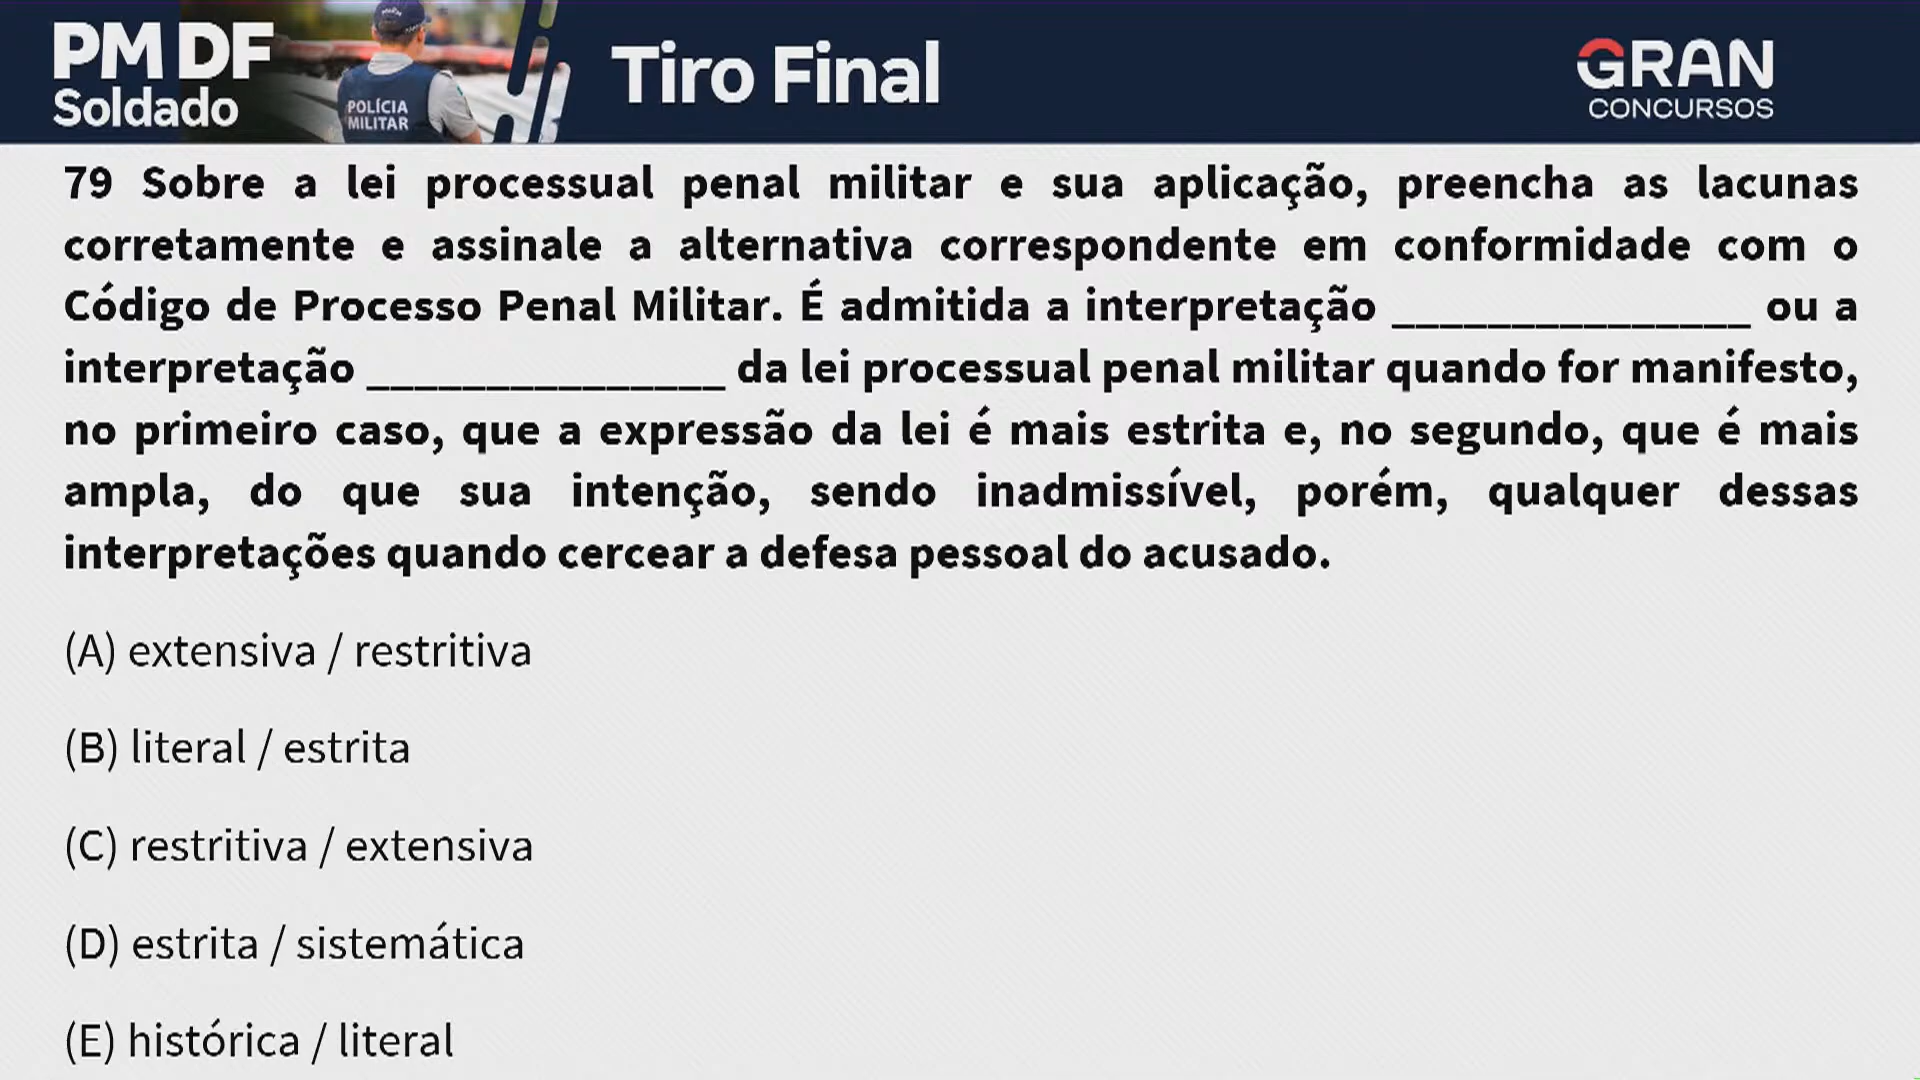 PM DF
Soldado
POLÍCIA
MILITAR
Tiro Final
GRAN
CONCURSOS
79 Sobre a lei processual penal militar e sua aplicação, preencha as lacunas
corretamente e assinale a alternativa correspondente em conformidade com o
Código de Processo Penal Militar. É admitida a interpretação _______________ ou a
interpretação _______________ da lei processual penal militar quando for manifesto,
no primeiro caso, que a expressão da lei é mais estrita e, no segundo, que é mais
ampla, do que sua intenção, sendo inadmissível, porém, qualquer dessas
interpretações quando cercear a defesa pessoal do acusado.
(A) extensiva / restritiva
(B) literal / estrita
(C) restritiva / extensiva
(D) estrita / sistemática
(E) histórica / literal